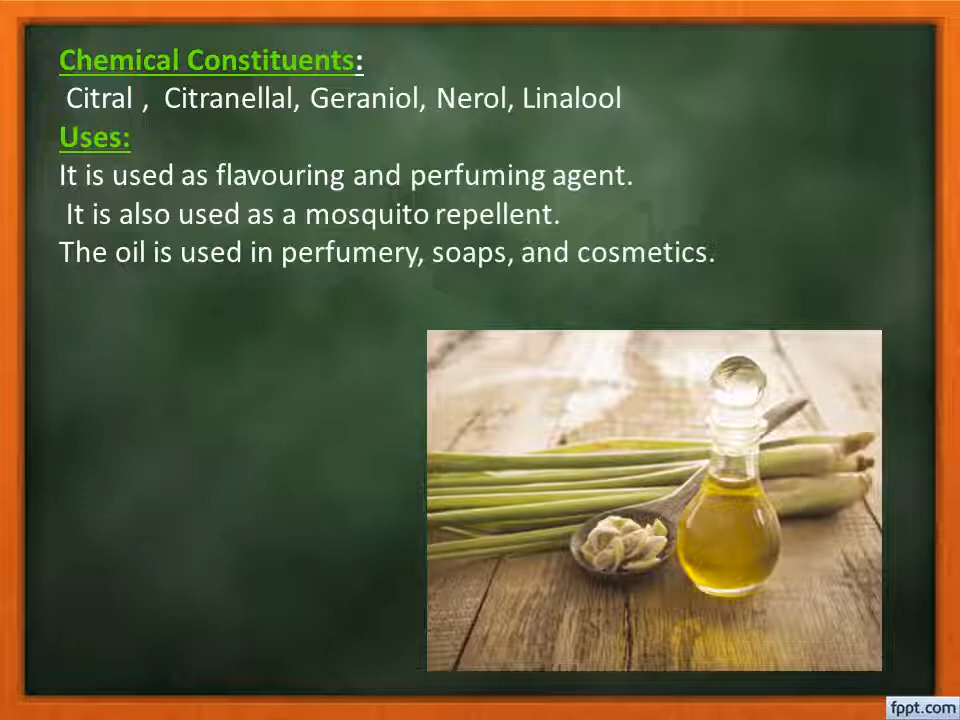 Chemical Constituents:
Citral , Citranellal, Geraniol, Nerol, Linalool
Uses:
It is used as flavouring and perfuming agent.
It is also used as a mosquito repellent.
The oil is used in perfumery, soaps, and cosmetics.
fppt.com